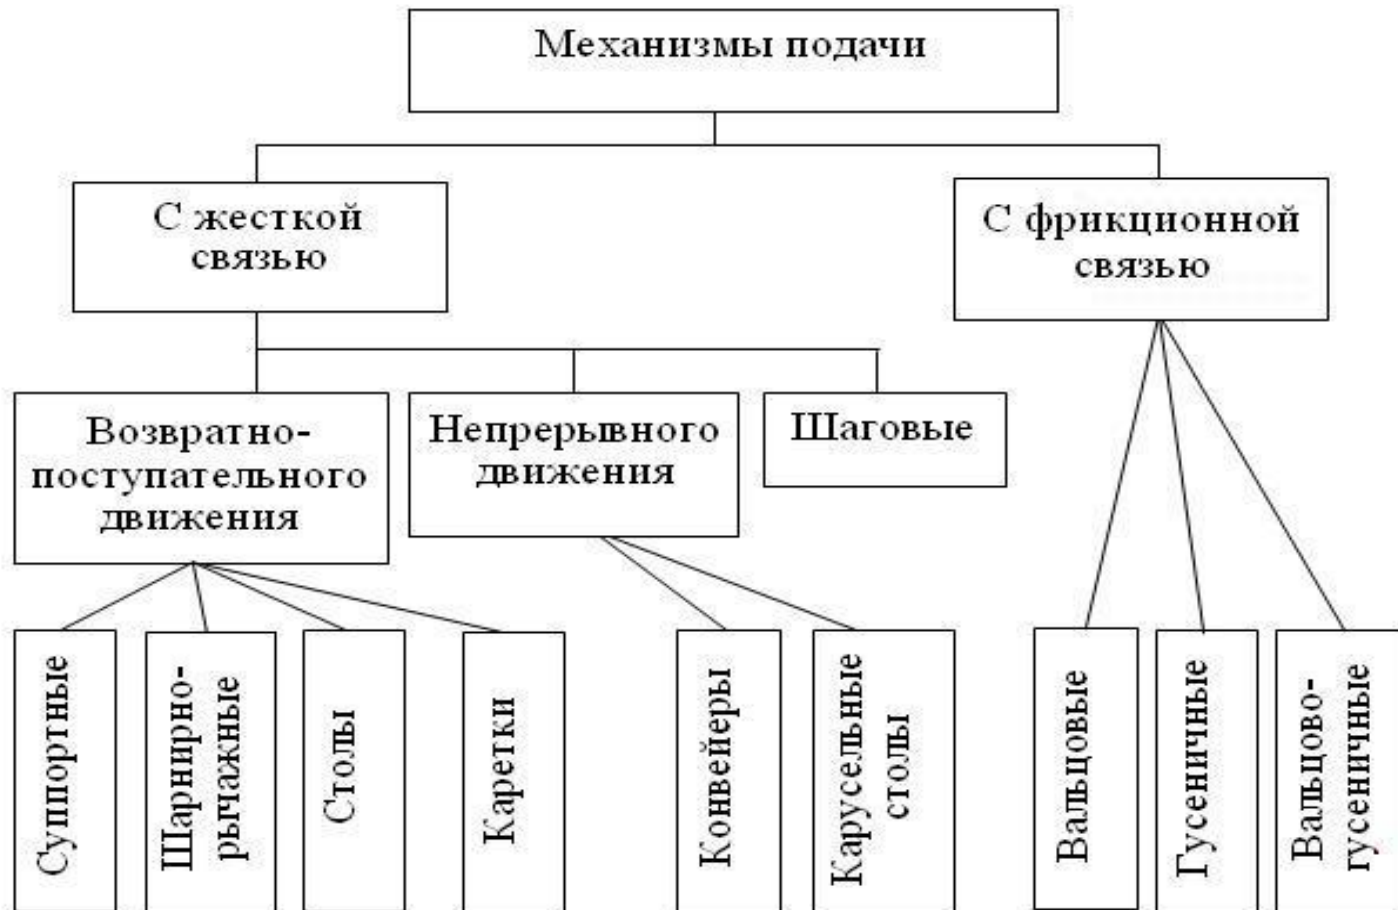 Механизмы подачи
С жесткой
связью
С фрикционной
связью
Возвратно-
поступательного
движения
Непрерывного
движения
Шаговые
Суппортные
Шарнирно-
рычажные
Столы
Каретки
Конвейеры
Карусельные
столы
Вальцовые
Гусеничные
Вальцово-
гусеничные